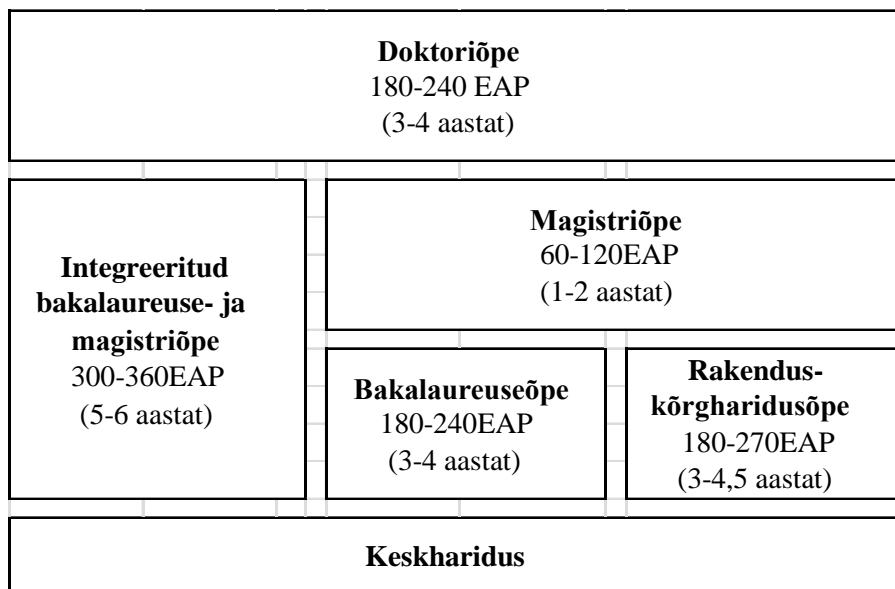 Doktoriõpe
180-240 EAP
(3-4 aastat)
Integreeritud
bakalaureuse- ja
magistriõpe
300-360EAP
(5-6 aastat)
Magistriõpe
60-120EAP
(1-2 aastat)
Bakalaureuseõpe
180-240EAP
(3-4 aastat)
Rakendus-
kõrgharidusõpe
180-270EAP
(3-4,5 aastat)
Keskharidus